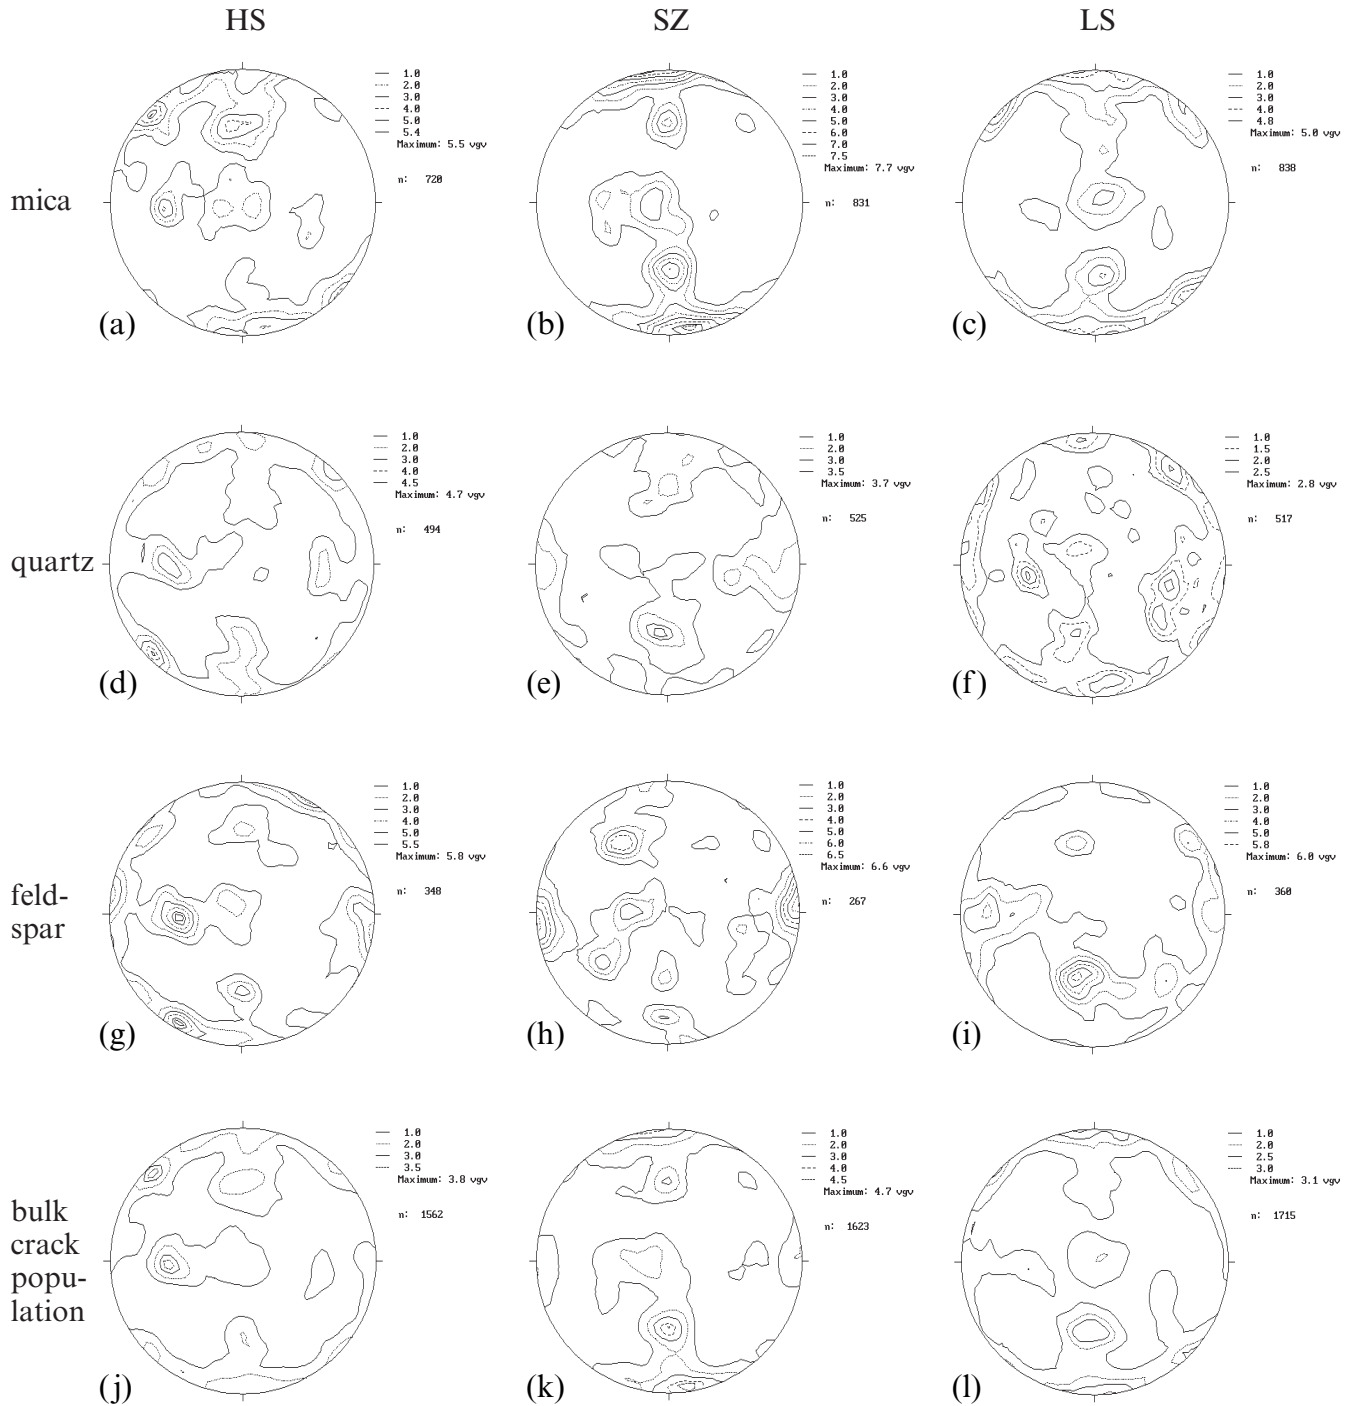 HS SZ LS
mica
1.0
2.0
3.0
4.0
5.0
5.4
Maximum: 5.5 vgv
n: 720
(a)
1.0
2.0
3.0
4.0
5.0
6.0
7.0
7.5
Maximum: 7.7 vgv
n: 831
(b)
1.0
2.0
3.0
4.0
4.8
Maximum: 5.0 vgv
n: 838
(c)
quartz
1.0
2.0
3.0
4.0
4.5
Maximum: 4.7 vgv
n: 494
(d)
1.0
2.0
3.0
3.5
Maximum: 3.7 vgv
n: 525
(e)
1.0
1.5
2.0
2.5
Maximum: 2.8 vgv
n: 517
(f)
feld-
spar
1.0
2.0
3.0
4.0
5.0
5.5
Maximum: 5.8 vgv
n: 348
(g)
1.0
2.0
3.0
4.0
5.0
6.0
6.5
Maximum: 6.6 vgv
n: 267
(h)
1.0
2.0
3.0
4.0
5.0
5.8
Maximum: 6.0 vgv
n: 360
(i)
bulk
crack
popu-
lation
1.0
2.0
3.0
3.5
Maximum: 3.8 vgv
n: 1562
(j)
1.0
2.0
3.0
4.0
4.5
Maximum: 4.7 vgv
n: 1623
(k)
1.0
2.0
2.5
3.0
Maximum: 3.1 vgv
n: 1715
(l)